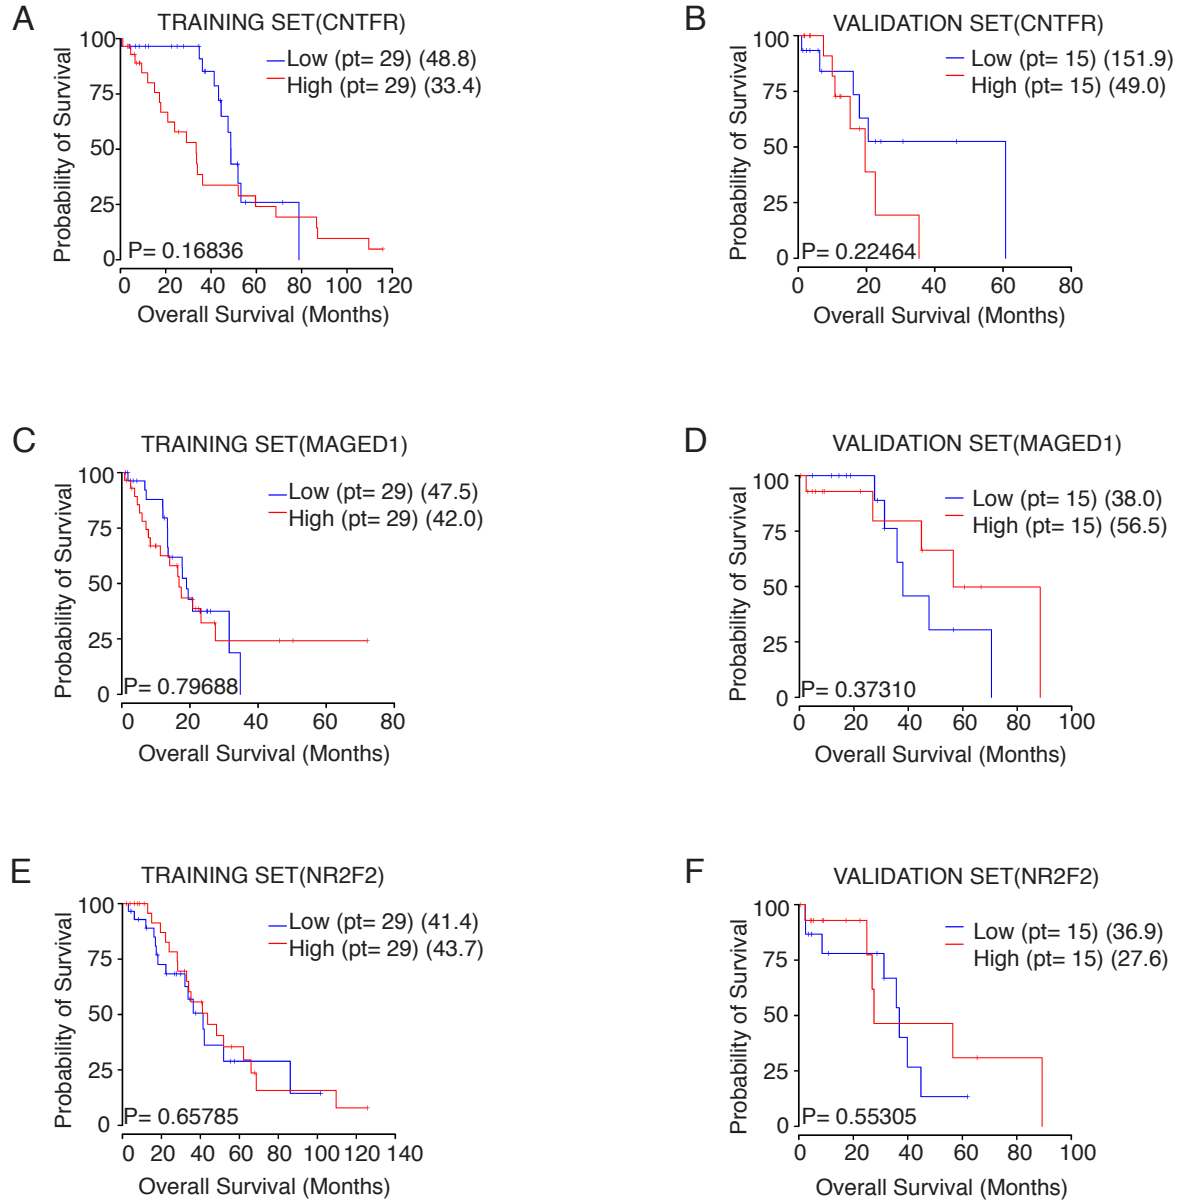 A
TRAINING SET(CNTFR)
Low (pt= 29) (48.8)
High (pt= 29) (33.4)
Probability of Survival
100
75
50
25
0
P= 0.16836
0 20 40 60 80 100 120
Overall Survival (Months)
B
VALIDATION SET(CNTFR)
Low (pt= 15) (151.9)
High (pt= 15) (49.0)
Probability of Survival
100
75
50
25
0
P= 0.22464
0 20 40 60 80
Overall Survival (Months)
C
TRAINING SET(MAGED1)
Low (pt= 29) (47.5)
High (pt= 29) (42.0)
Probability of Survival
100
75
50
25
0
P= 0.79688
0 20 40 60 80
Overall Survival (Months)
D
VALIDATION SET(MAGED1)
Low (pt= 15) (38.0)
High (pt= 15) (56.5)
Probability of Survival
100
75
50
25
0
P= 0.37310
0 20 40 60 80 100
Overall Survival (Months)
E
TRAINING SET(NR2F2)
Low (pt= 29) (41.4)
High (pt= 29) (43.7)
Probability of Survival
100
75
50
25
0
P= 0.65785
0 20 40 60 80 100 120 140
Overall Survival (Months)
F
VALIDATION SET(NR2F2)
Low (pt= 15) (36.9)
High (pt= 15) (27.6)
Probability of Survival
100
75
50
25
0
P= 0.55305
0 20 40 60 80 100
Overall Survival (Months)